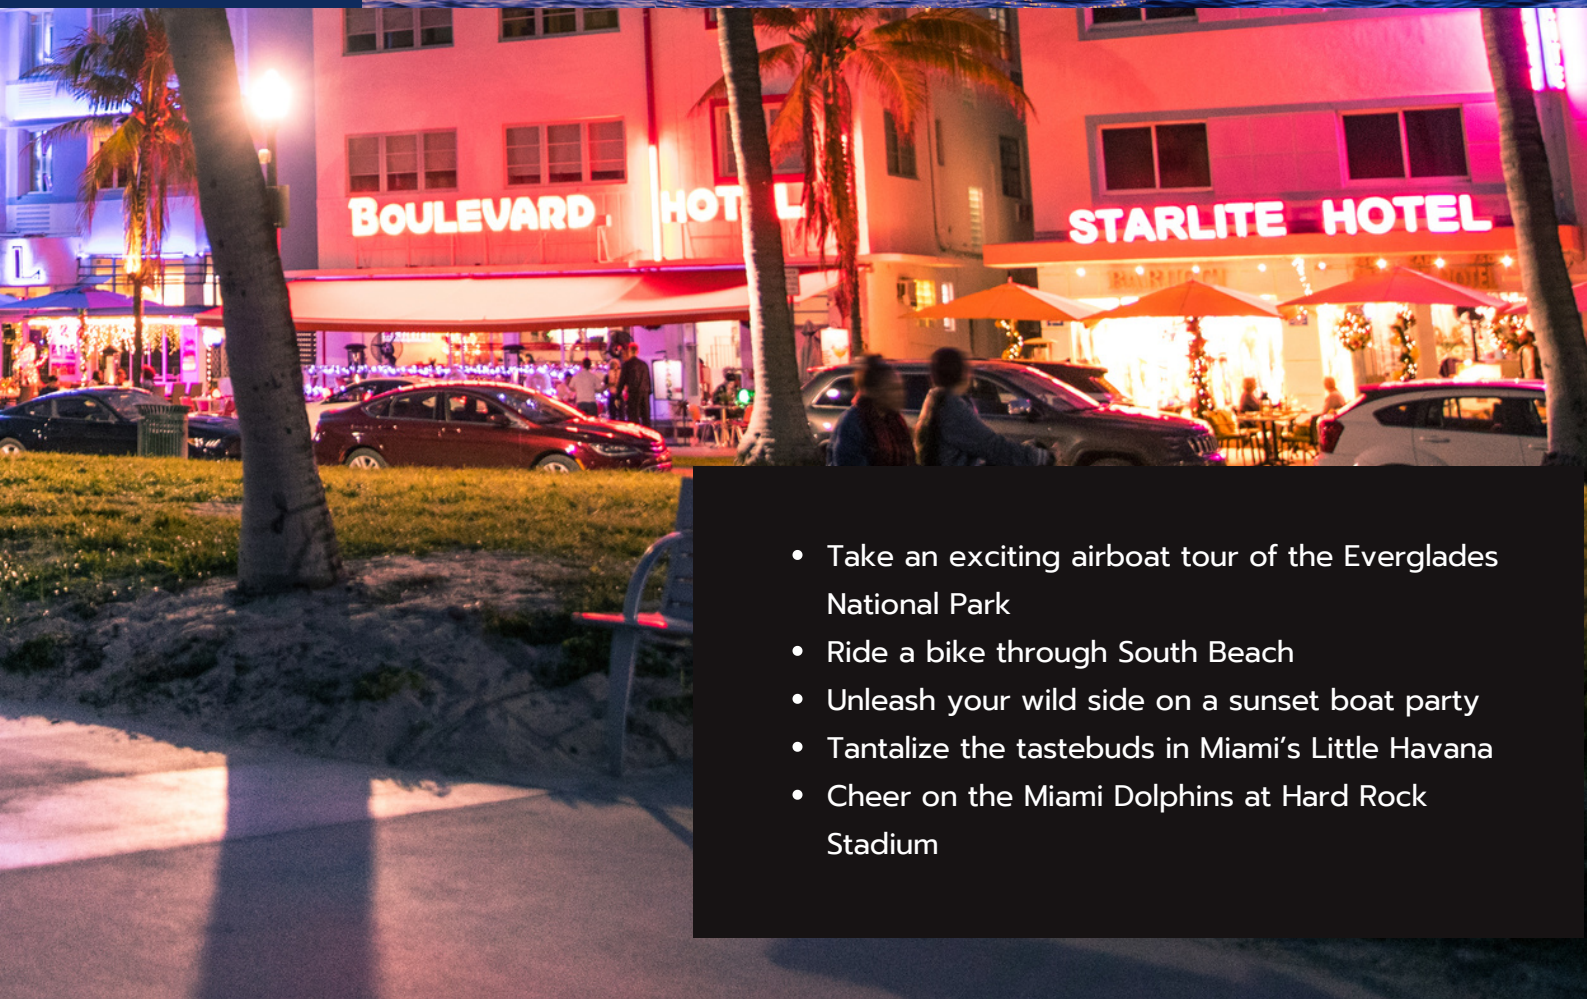 BOULEVARD HOTEL
STARLITE HOTEL
L
• Take an exciting airboat tour of the Everglades
National Park
• Ride a bike through South Beach
• Unleash your wild side on a sunset boat party
• Tantalize the tastebuds in Miami’s Little Havana
• Cheer on the Miami Dolphins at Hard Rock
Stadium